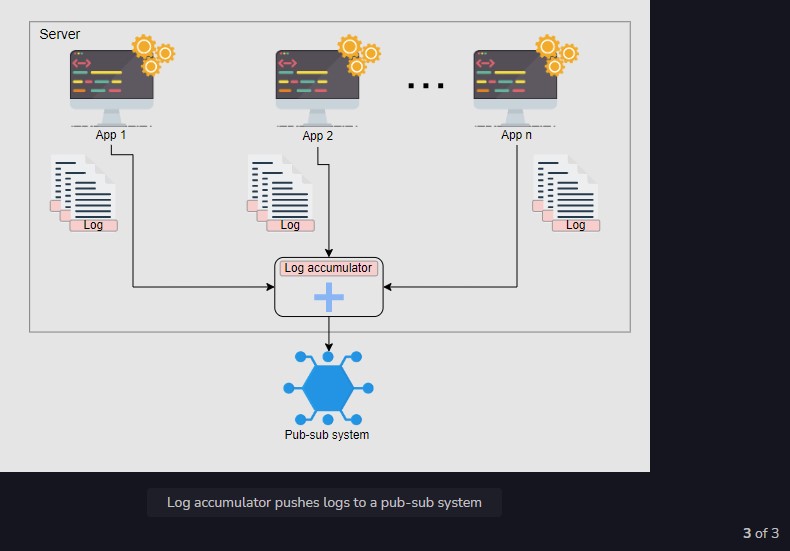 Server
App 1
App 2
App n
Log
Log
Log
Log accumulator
Pub-sub system
Log accumulator pushes logs to a pub-sub system
3 of 3